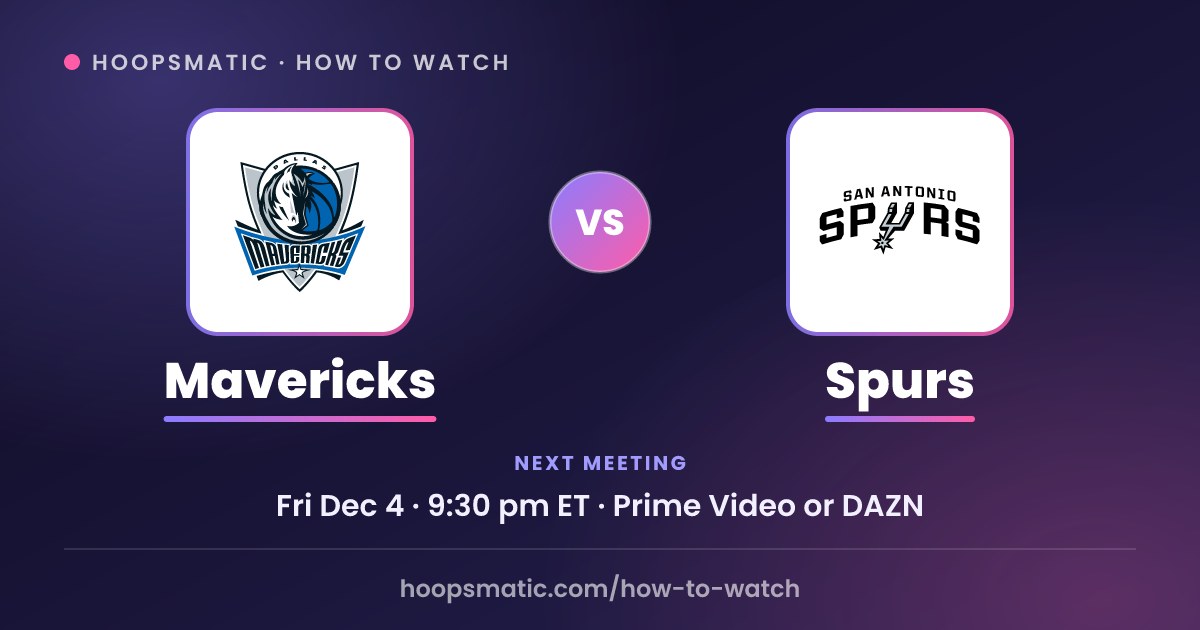 HOOPSMATIC · HOW TO WATCH
DALLAS
MAVERICKS
VS
SAN ANTONIO
SPURS
Mavericks
Spurs
NEXT MEETING
Fri Dec 4 · 9:30 pm ET · Prime Video or DAZN
hoopsmatic.com/how-to-watch